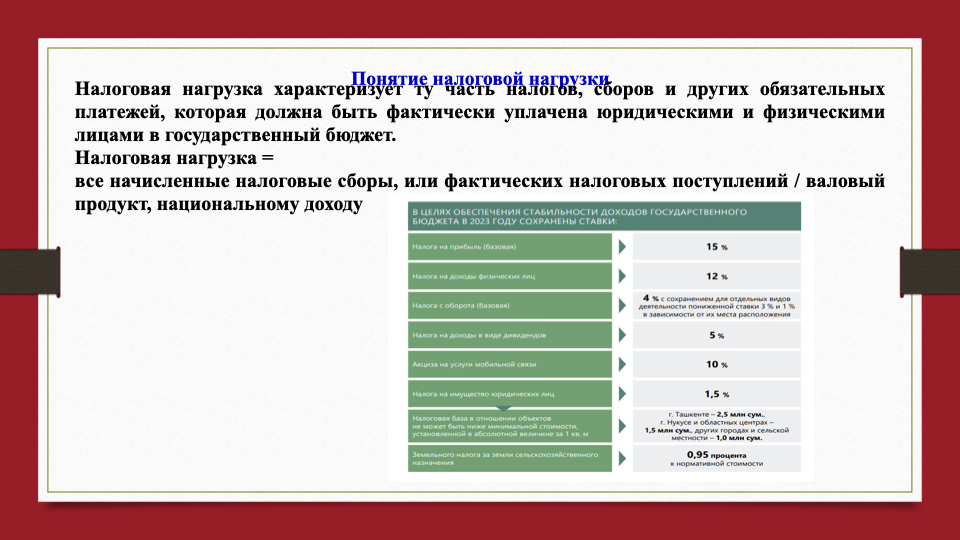 Понятие налоговой нагрузки
Налоговая нагрузка характеризует ту часть налогов, сборов и других обязательных
платежей, которая должна быть фактически уплачена юридическими и физическими
лицами в государственный бюджет.
Налоговая нагрузка =
все начисленные налоговые сборы, или фактических налоговых поступлений / валовый
продукт, национальному доходу
В ЦЕЛЯХ ОБЕСПЕЧЕНИЯ СТАБИЛЬНОСТИ ДОХОДОВ ГОСУДАРСТВЕННОГО
БЮДЖЕТА В 2023 ГОДУ СОХРАНЕНЫ СТАВКИ:
Налога на прибыль (базовая)
15 %
Налога на доходы физических лиц
12 %
Налога с оборота (базовая)
4 % с сохранением для отдельных видов
деятельности пониженной ставки 3 % и 1 %
в зависимости от их места расположения
Налога на доходы в виде дивидендов
5 %
Акциза на услуги мобильной связи
10 %
Налога на имущество юридических лиц
1,5 %
Налоговая база в отношении объектов
не может быть ниже минимальной стоимости,
установленной в абсолютной величине за 1 кв. м
г. Ташкенте – 2,5 млн сум.,
г. Нукусе и областных центрах –
1,5 млн сум., других городах и сельской
местности – 1,0 млн сум.
Земельного налога за земли сельскохозяйственного
назначения
0,95 процента
к нормативной стоимости